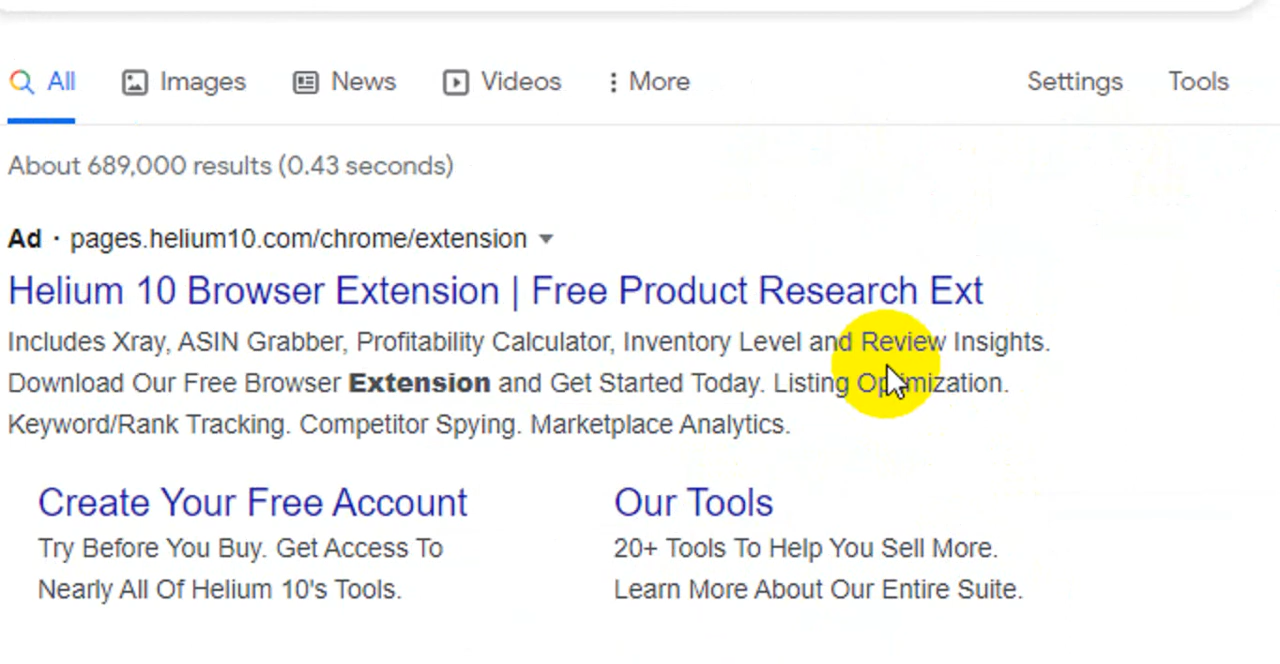 All Images News Videos More Settings Tools
About 689,000 results (0.43 seconds)
Ad · pages.helium10.com/chrome/extension
Helium 10 Browser Extension | Free Product Research Ext
Includes Xray, ASIN Grabber, Profitability Calculator, Inventory Level and Review Insights.
Download Our Free Browser Extension and Get Started Today. Listing Optimization.
Keyword/Rank Tracking. Competitor Spying. Marketplace Analytics.
Create Your Free Account
Try Before You Buy. Get Access To
Nearly All Of Helium 10's Tools.
Our Tools
20+ Tools To Help You Sell More.
Learn More About Our Entire Suite.